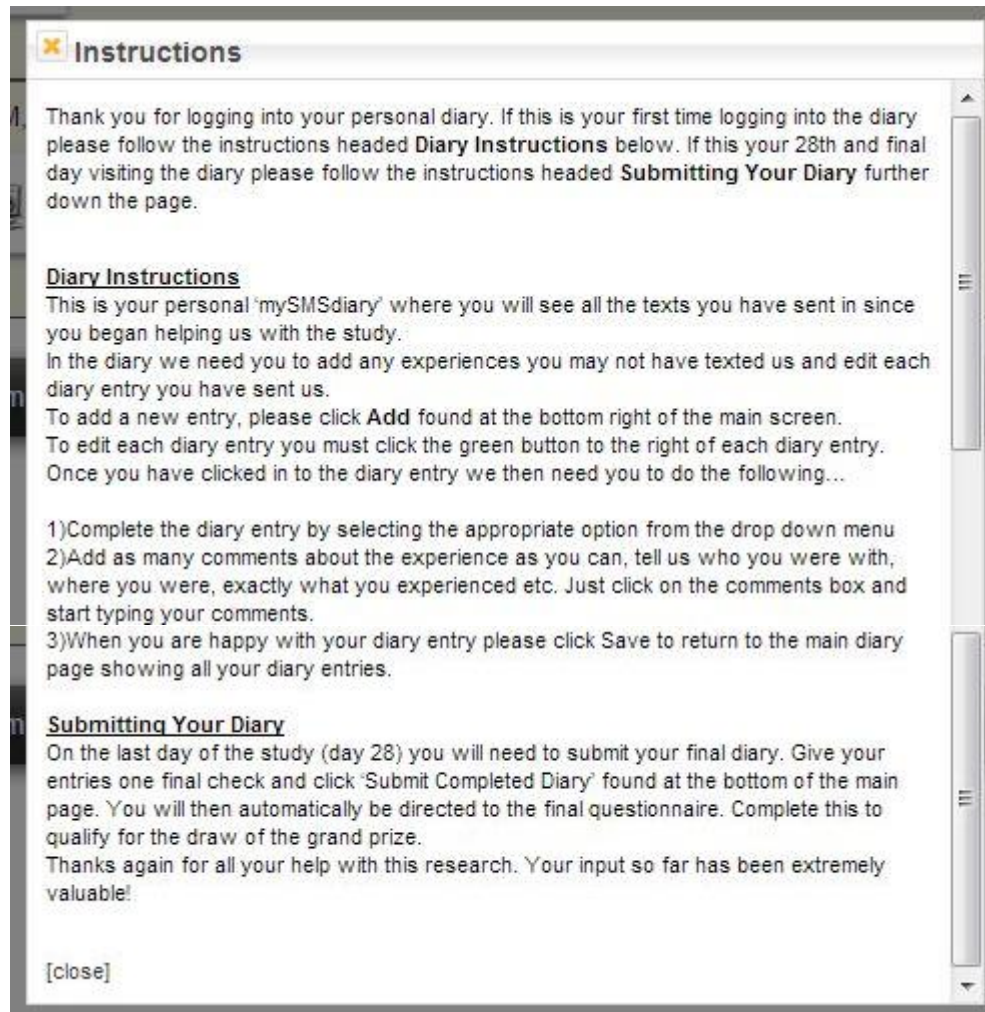 Instructions
Thank you for logging into your personal diary. If this is your first time logging into the diary
please follow the instructions headed Diary Instructions below. If this your 28th and final
day visiting the diary please follow the instructions headed Submitting Your Diary further
down the page.
Diary Instructions
This is your personal 'mySMSdiary' where you will see all the texts you have sent in since
you began helping us with the study.
In the diary we need you to add any experiences you may not have texted us and edit each
diary entry you have sent us.
To add a new entry, please click Add found at the bottom right of the main screen.
To edit each diary entry you must click the green button to the right of each diary entry.
Once you have clicked in to the diary entry we then need you to do the following...
1)Complete the diary entry by selecting the appropriate option from the drop down menu
2)Add as many comments about the experience as you can, tell us who you were with,
where you were, exactly what you experienced etc. Just click on the comments box and
start typing your comments.
3)When you are happy with your diary entry please click Save to return to the main diary
page showing all your diary entries.
Submitting Your Diary
On the last day of the study (day 28) you will need to submit your final diary. Give your
entries one final check and click 'Submit Completed Diary' found at the bottom of the main
page. You will then automatically be directed to the final questionnaire. Complete this to
qualify for the draw of the grand prize.
Thanks again for all your help with this research. Your input so far has been extremely
valuable!
[close]